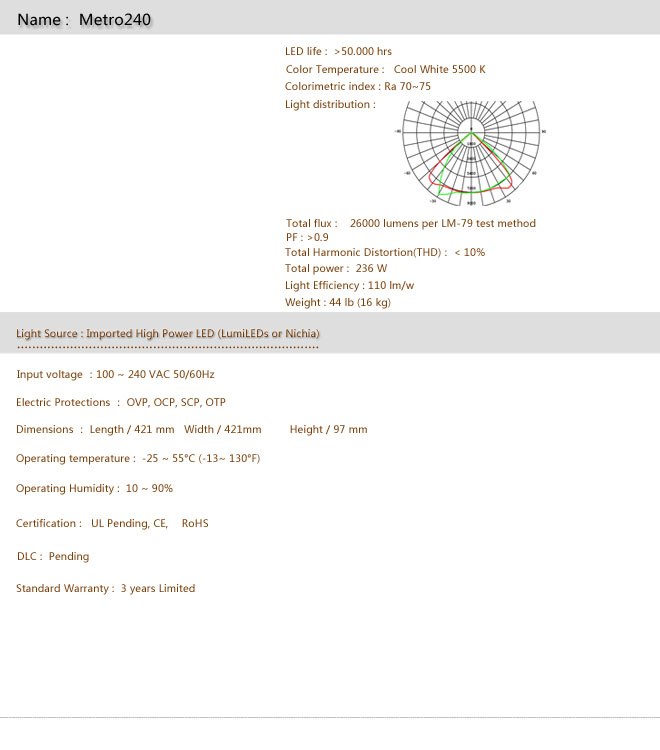 Name : Metro240
LED life : >50.000 hrs
Color Temperature : Cool White 5500 K
Colorimetric index : Ra 70~75
Light distribution :
Total flux : 26000 lumens per LM-79 test method
PF : >0.9
Total Harmonic Distortion(THD) : < 10%
Total power : 236 W
Light Efficiency : 110 lm/w
Weight : 44 lb (16 kg)
Light Source : Imported High Power LED (LumiLEDs or Nichia)
Input voltage : 100 ~ 240 VAC 50/60Hz
Electric Protections : OVP, OCP, SCP, OTP
Dimensions : Length / 421 mm Width / 421mm Height / 97 mm
Operating temperature : -25 ~ 55°C (-13~ 130°F)
Operating Humidity : 10 ~ 90%
Certification : UL Pending, CE, RoHS
DLC : Pending
Standard Warranty : 3 years Limited